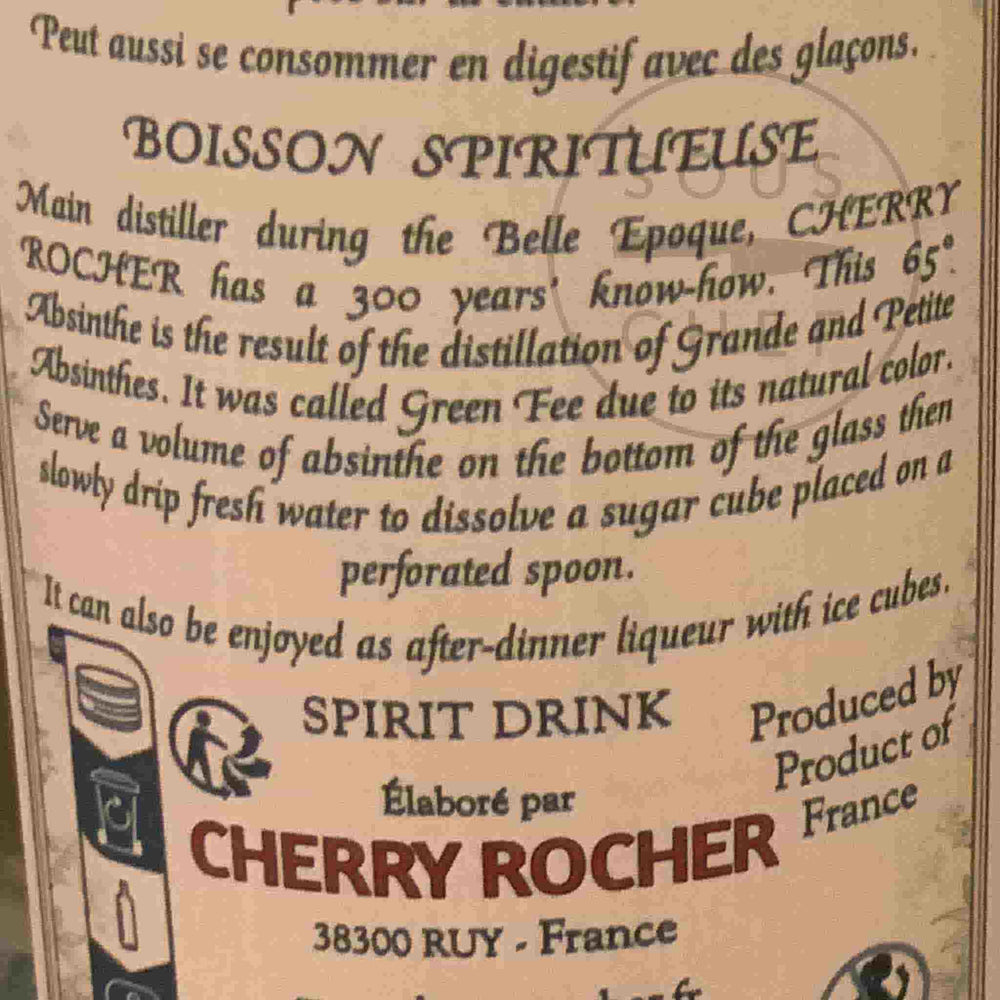 Peut aussi se consommer en digestif avec des glaçons.
BOISSON SPIRITUEUSE
Main distiller during the Belle Epoque, CHERRY
ROCHER has a 300 years' know-how. This 65°.
Absinthe is the result of the distillation of Grande and Petite
Absinthes. It was called Green Fee due to its natural color.
Serve a volume of absinthe on the bottom of the glass then
slowly drip fresh water to dissolve a sugar cube placed on a
perforated spoon.
It can also be enjoyed as after-dinner liqueur with ice cubes.
SPIRIT DRINK
Produced by
Product of
France
Élaboré par
CHERRY ROCHER
38300 RUY - France
SOUS
CHEF